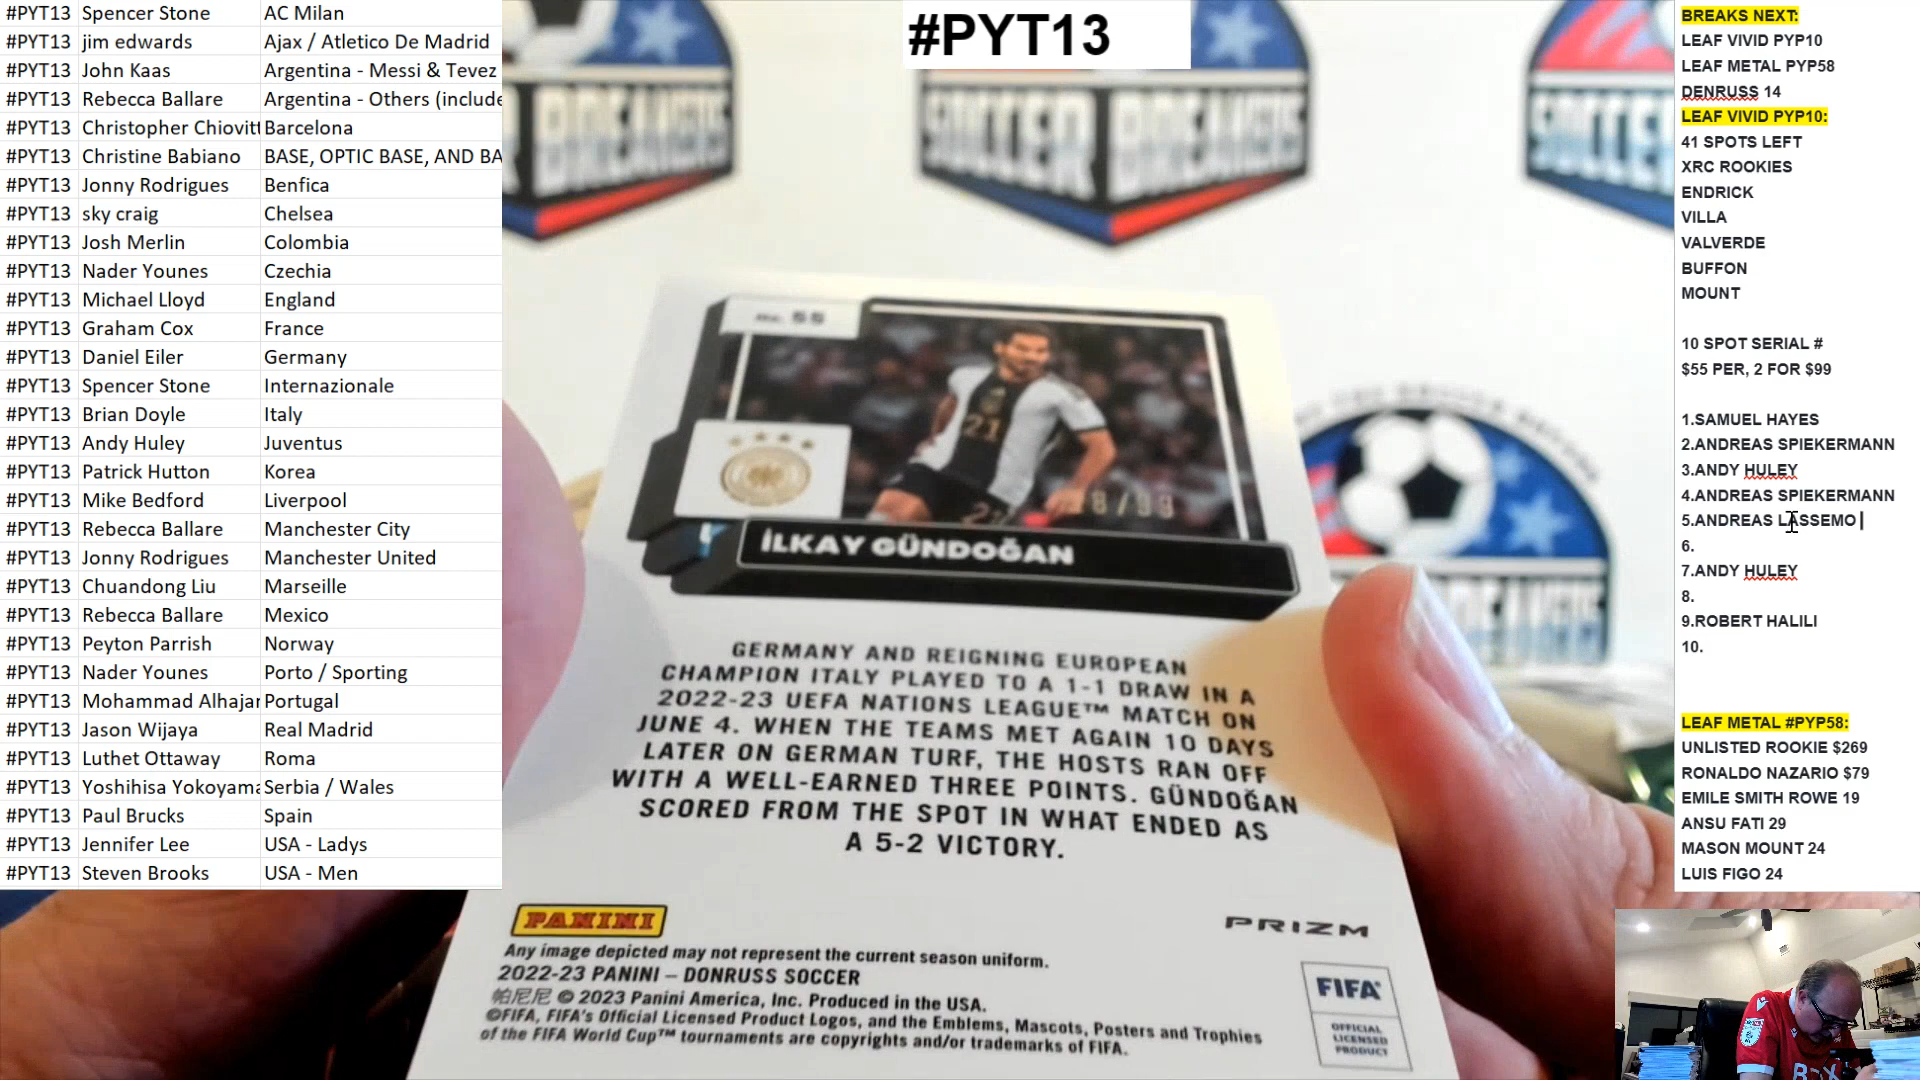 #PYT13 Spencer Stone AC Milan
#PYT13 jim edwards Ajax / Atletico De Madrid
#PYT13 John Kaas Argentina - Messi & Tevez
#PYT13 Rebecca Ballare Argentina - Others (include
#PYT13 Christopher Chiovitt Barcelona
#PYT13 Christine Babiano BASE, OPTIC BASE, AND BA
#PYT13 Jonny Rodrigues Benfica
#PYT13 sky craig Chelsea
#PYT13 Josh Merlin Colombia
#PYT13 Nader Younes Czechia
#PYT13 Michael Lloyd England
#PYT13 Graham Cox France
#PYT13 Daniel Eiler Germany
#PYT13 Spencer Stone Internazionale
#PYT13 Brian Doyle Italy
#PYT13 Andy Huley Juventus
#PYT13 Patrick Hutton Korea
#PYT13 Mike Bedford Liverpool
#PYT13 Rebecca Ballare Manchester City
#PYT13 Jonny Rodrigues Manchester United
#PYT13 Chuandong Liu Marseille
#PYT13 Rebecca Ballare Mexico
#PYT13 Peyton Parrish Norway
#PYT13 Nader Younes Porto / Sporting
#PYT13 Mohammad Alhajar Portugal
#PYT13 Jason Wijaya Real Madrid
#PYT13 Luthet Ottaway Roma
#PYT13 Yoshihisa Yokoyama Serbia / Wales
#PYT13 Paul Brucks Spain
#PYT13 Jennifer Lee USA - Ladys
#PYT13 Steven Brooks USA - Men
#PYT13
SOCCER BREAKERS
No. 55
21
8/99
İLKAY GÜNDOĞAN
GERMANY AND REIGNING EUROPEAN
CHAMPION ITALY PLAYED TO A 1-1 DRAW IN A
2022-23 UEFA NATIONS LEAGUE™ MATCH ON
JUNE 4. WHEN THE TEAMS MET AGAIN 10 DAYS
LATER ON GERMAN TURF, THE HOSTS RAN OFF
WITH A WELL-EARNED THREE POINTS. GÜNDOĞAN
SCORED FROM THE SPOT IN WHAT ENDED AS
A 5-2 VICTORY.
PANINI
PRIZM
Any image depicted may not represent the current season uniform.
2022-23 PANINI – DONRUSS SOCCER
帕尼尼 © 2023 Panini America, Inc. Produced in the USA.
©FIFA, FIFA's Official Licensed Product Logos, and the Emblems, Mascots, Posters and Trophies
of the FIFA World Cup™ tournaments are copyrights and/or trademarks of FIFA.
FIFA
OFFICIAL
LICENSED
PRODUCT
BREAKS NEXT:
LEAF VIVID PYP10
LEAF METAL PYP58
DENRUSS 14
LEAF VIVID PYP10:
41 SPOTS LEFT
XRC ROOKIES
ENDRICK
VILLA
VALVERDE
BUFFON
MOUNT
10 SPOT SERIAL #
$55 PER, 2 FOR $99
1.SAMUEL HAYES
2.ANDREAS SPIEKERMANN
3.ANDY HULEY
4.ANDREAS SPIEKERMANN
5.ANDREAS LASSEMO
6.
7.ANDY HULEY
8.
9.ROBERT HALILI
10.
LEAF METAL #PYP58:
UNLISTED ROOKIE $269
RONALDO NAZARIO $79
EMILE SMITH ROWE 19
ANSU FATI 29
MASON MOUNT 24
LUIS FIGO 24